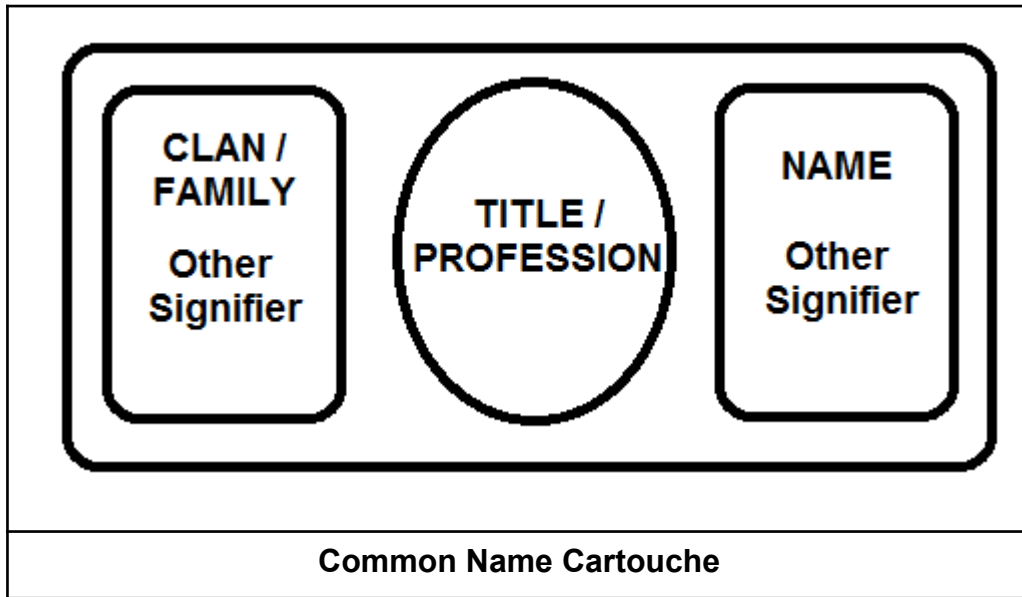 CLAN /
FAMILY
Other
Signifier
TITLE /
PROFESSION
NAME
Other
Signifier
Common Name Cartouche